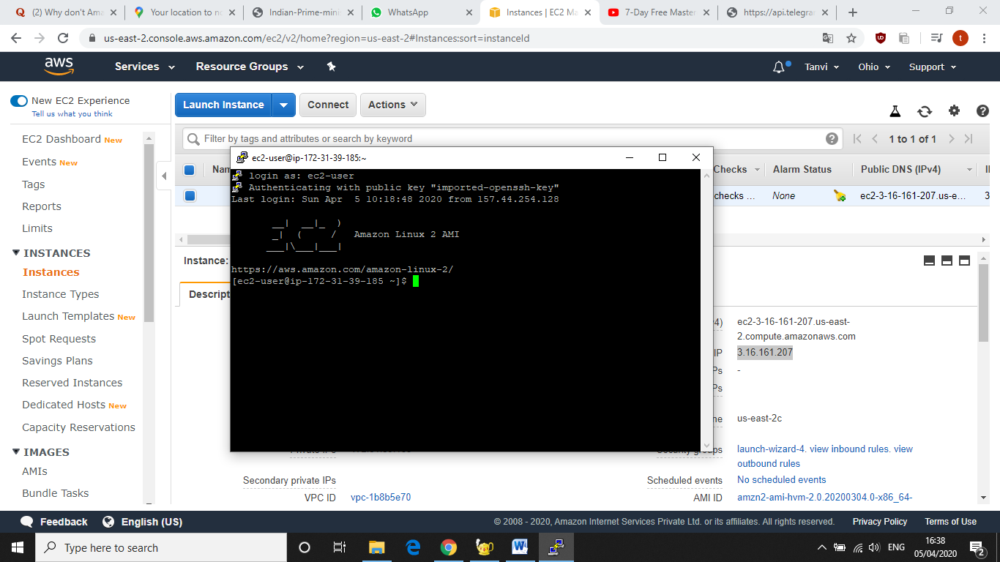 (2) Why don't Ama
Your location to n
Indian-Prime-mini
WhatsApp
Instances | EC2 Ma
7-Day Free Master
https://api.telegra
us-east-2.console.aws.amazon.com/ec2/v2/home?region=us-east-2#Instances:sort=instanceId
t
aws
Services
Resource Groups
Tanvi
Ohio
Support
New EC2 Experience
Tell us what you think
EC2 Dashboard New
Events New
Tags
Reports
Limits
INSTANCES
Instances
Instance Types
Launch Templates New
Spot Requests
Savings Plans
Reserved Instances
Dedicated Hosts New
Capacity Reservations
IMAGES
AMIs
Bundle Tasks
Launch Instance
Connect
Actions
Filter by tags and attributes or search by keyword
1 to 1 of 1
Nam
Checks
Alarm Status
Public DNS (IPv4)
checks ...
None
ec2-3-16-161-207.us-e...
3
ec2-user@ip-172-31-39-185:~
login as: ec2-user
Authenticating with public key "imported-openssh-key"
Last login: Sun Apr  5 10:18:48 2020 from 157.44.254.128
__|  __|_  )
_|  (     /   Amazon Linux 2 AMI
___|\___|___|
https://aws.amazon.com/amazon-linux-2/
[ec2-user@ip-172-31-39-185 ~]$
Instance:
Descript
v4)
ec2-3-16-161-207.us-east-
2.compute.amazonaws.com
IP
3.16.161.207
Ps
-
Ps
ne
us-east-2c
Private IPs
Security groups
launch-wizard-4. view inbound rules. view
outbound rules
Secondary private IPs
Scheduled events
No scheduled events
VPC ID
vpc-1b8b5e70
AMI ID
amzn2-ami-hvm-2.0.20200304.0-x86_64-
Feedback
English (US)
© 2008 - 2020, Amazon Internet Services Private Ltd. or its affiliates. All rights reserved.
Privacy Policy
Terms of Use
Type here to search
ENG
16:38
05/04/2020
2